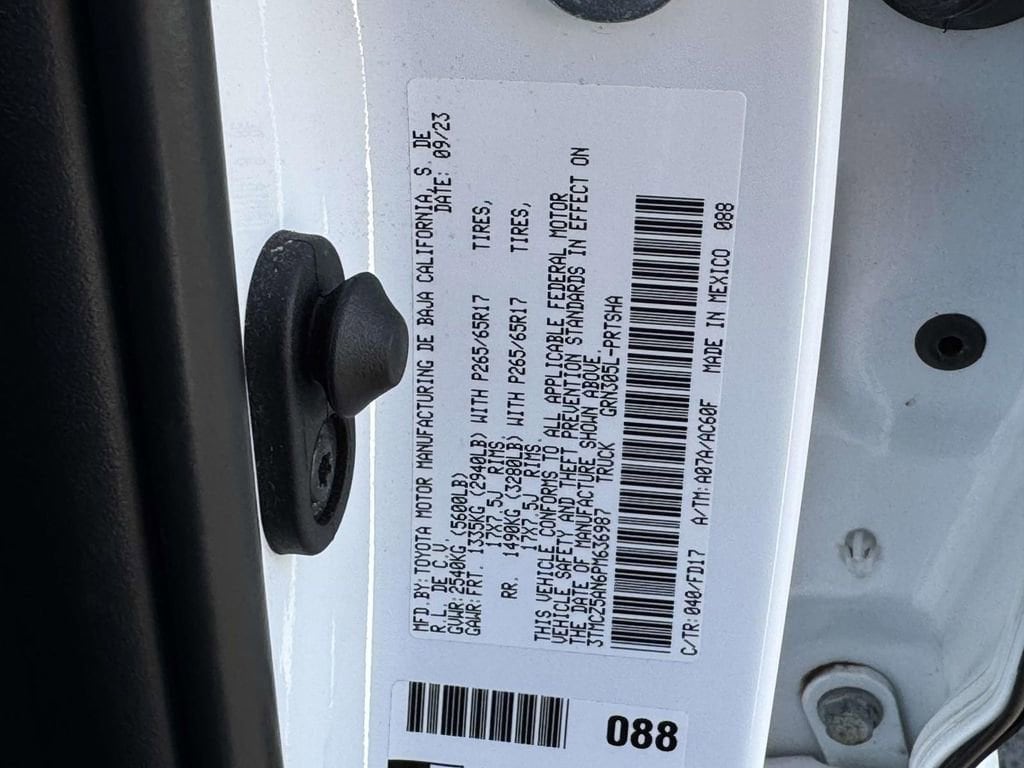 MFD.BY:TOYOTA MOTOR MANUFACTURING DE BAJA CALIFORNIA, S. DE
R.L. DE C.V. DATE: 09/23
GVWR:2540KG(5600LB)
GAWR:FRT. 1335KG (2940LB) WITH P265/65R17 TIRES,
17X7.5J RIMS.
RR. 1490KG (3280LB) WITH P265/65R17 TIRES,
17X7.5J RIMS.
THIS VEHICLE CONFORMS TO ALL APPLICABLE FEDERAL MOTOR
VEHICLE SAFETY AND THEFT PREVENTION STANDARDS IN EFFECT ON
THE DATE OF MANUFACTURE SHOWN ABOVE.
3TMCZ5AN6PM636987 TRUCK GRN305L-PRTSHA
C/TR:040/FD17 A/TM:A07A/AC60F MADE IN MEXICO 088
088